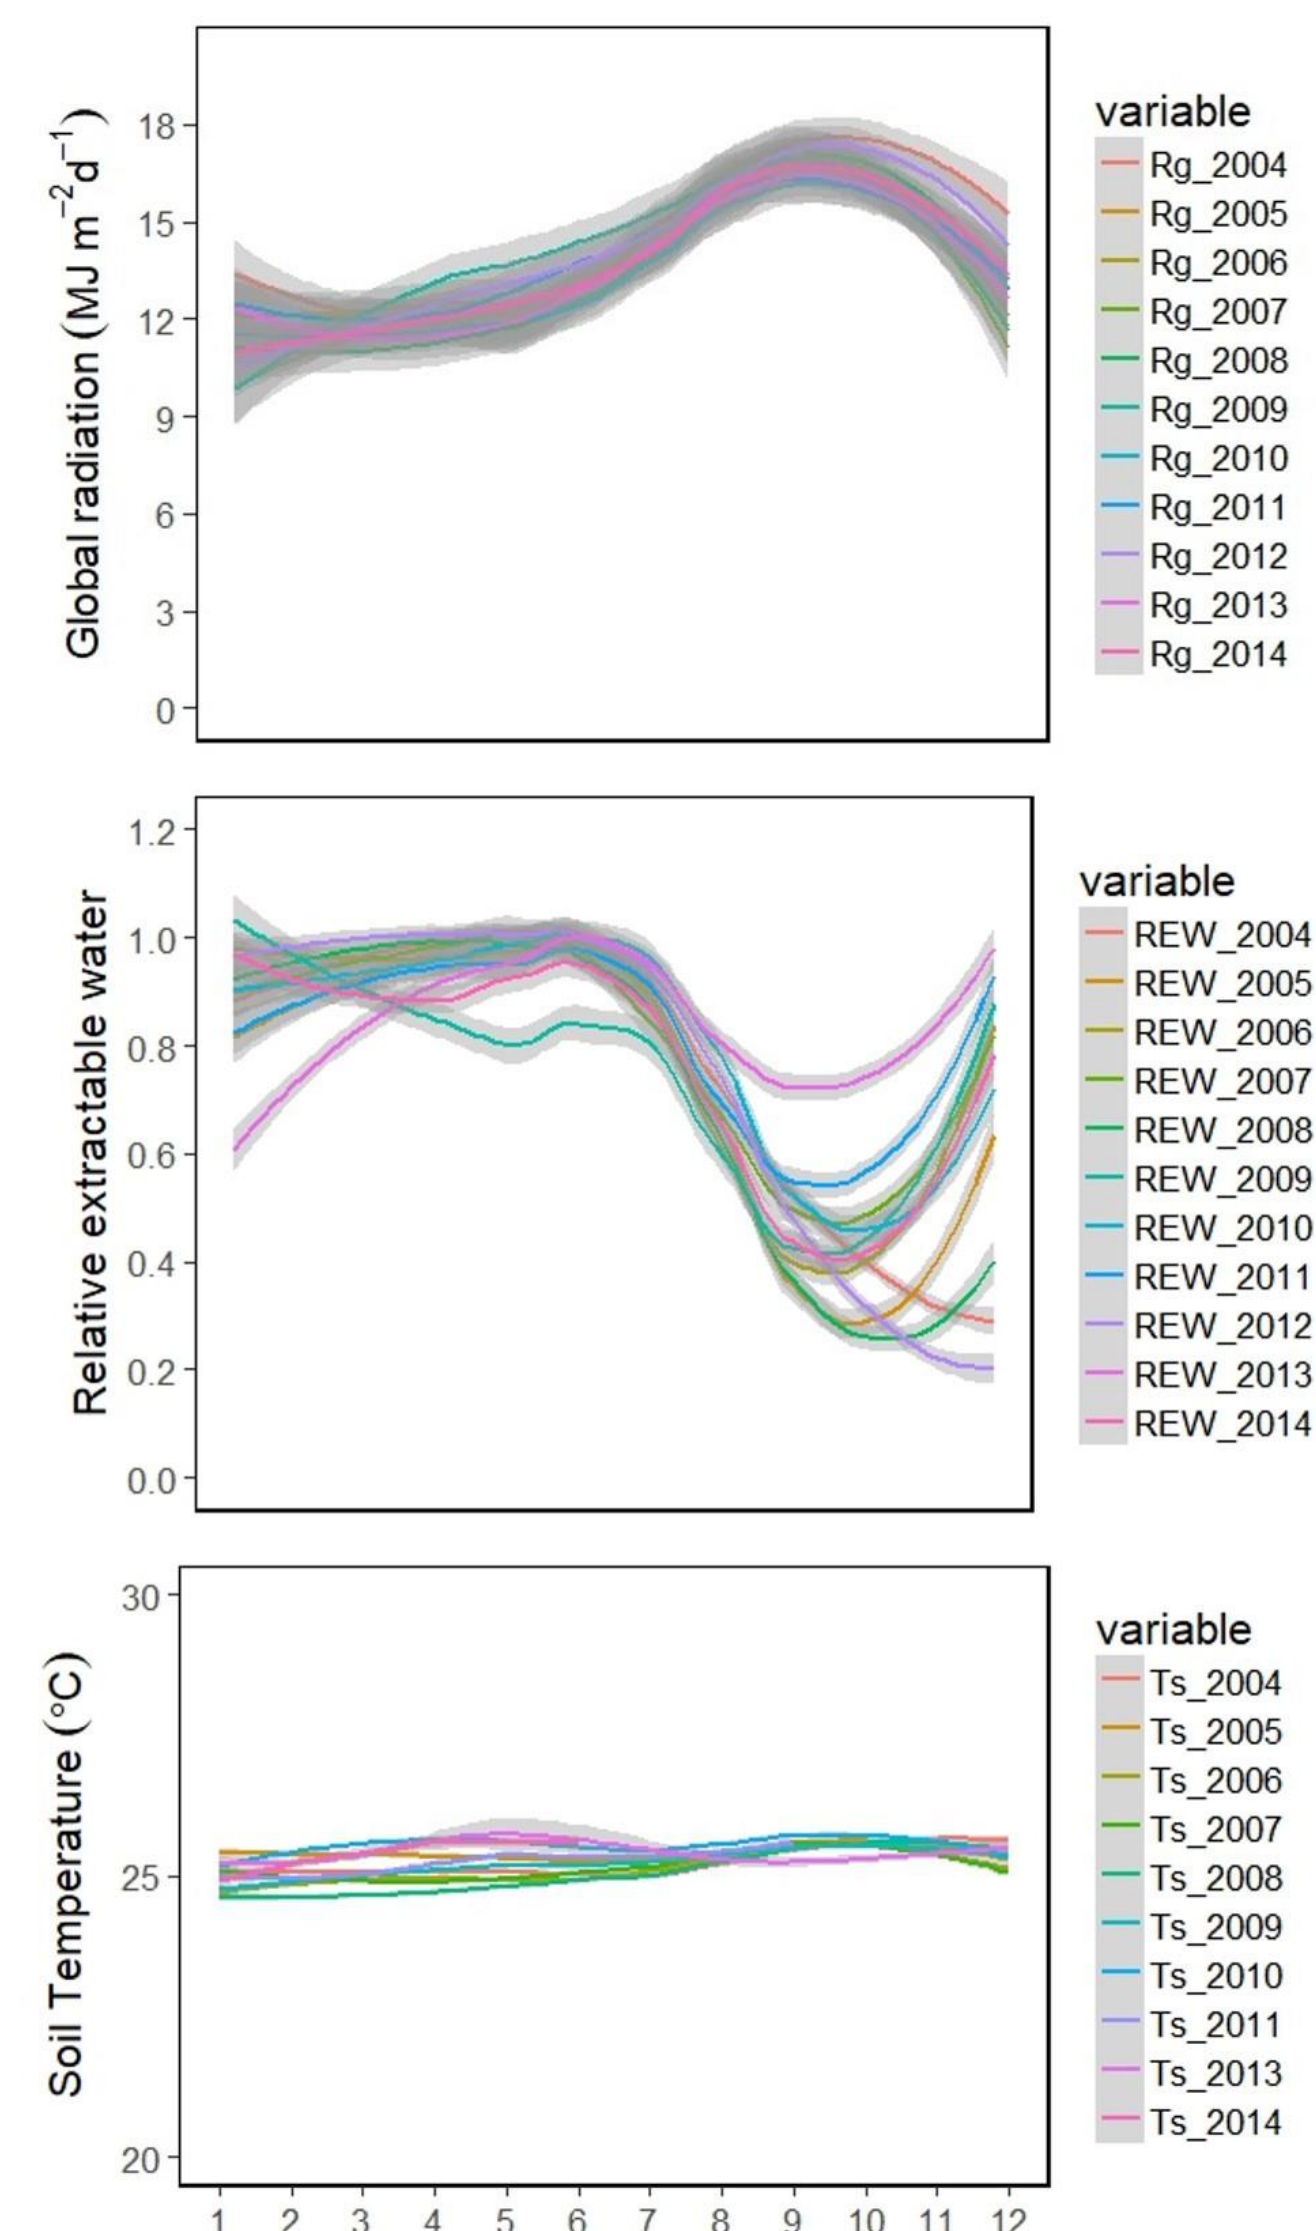 Global radiation (MJ m⁻²d⁻¹)
18
15
12
9
6
3
0
variable
Rg_2004
Rg_2005
Rg_2006
Rg_2007
Rg_2008
Rg_2009
Rg_2010
Rg_2011
Rg_2012
Rg_2013
Rg_2014
Relative extractable water
1.2
1.0
0.8
0.6
0.4
0.2
0.0
variable
REW_2004
REW_2005
REW_2006
REW_2007
REW_2008
REW_2009
REW_2010
REW_2011
REW_2012
REW_2013
REW_2014
Soil Temperature (°C)
30
25
20
variable
Ts_2004
Ts_2005
Ts_2006
Ts_2007
Ts_2008
Ts_2009
Ts_2010
Ts_2011
Ts_2013
Ts_2014
1 2 3 4 5 6 7 8 9 10 11 12